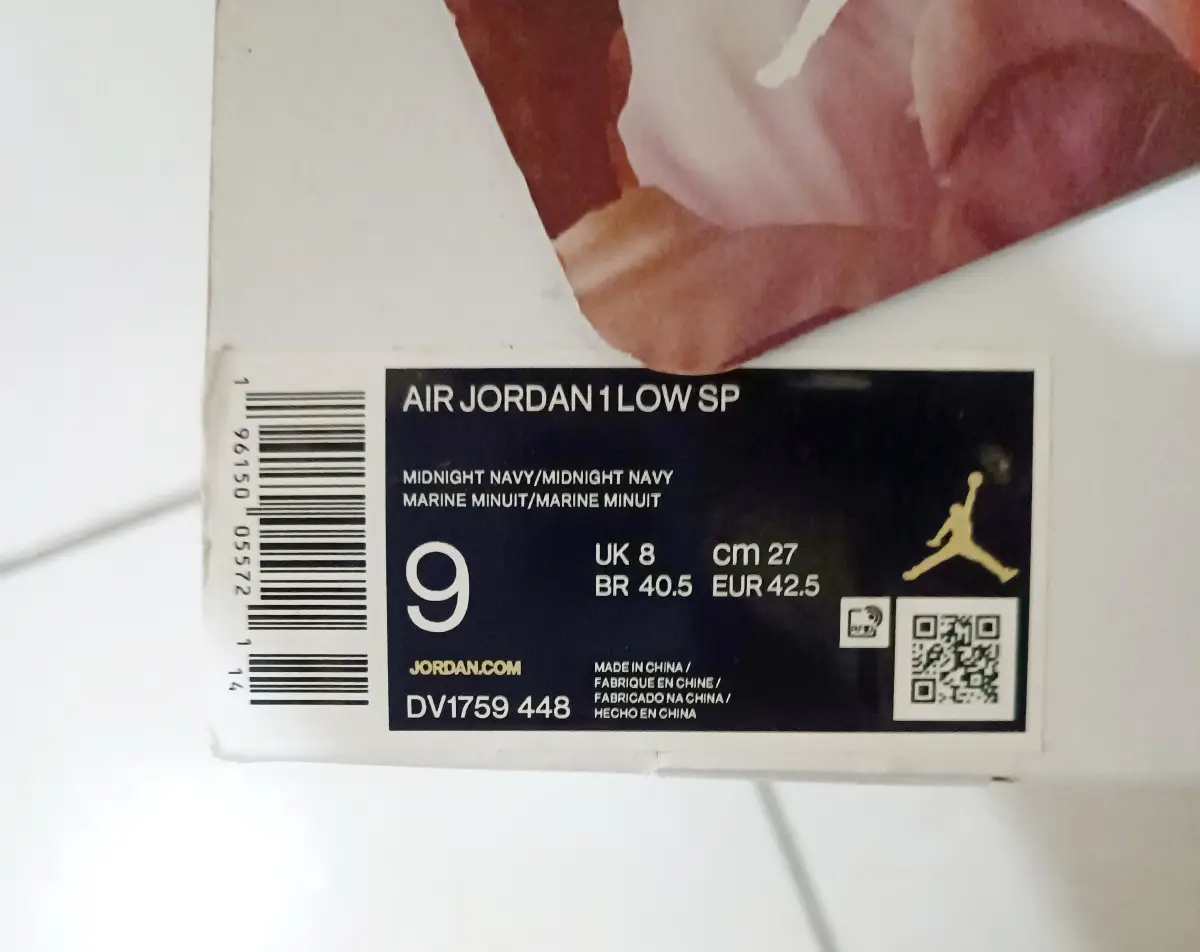 AIR JORDAN 1 LOW SP
MIDNIGHT NAVY/MIDNIGHT NAVY
MARINE MINUIT/MARINE MINUIT
9
UK 8 cm 27
BR 40.5 EUR 42.5
JORDAN.COM
DV1759 448
MADE IN CHINA /
FABRIQUE EN CHINE /
FABRICADO NA CHINA /
HECHO EN CHINA
RFID
1 96150 05572 1 14